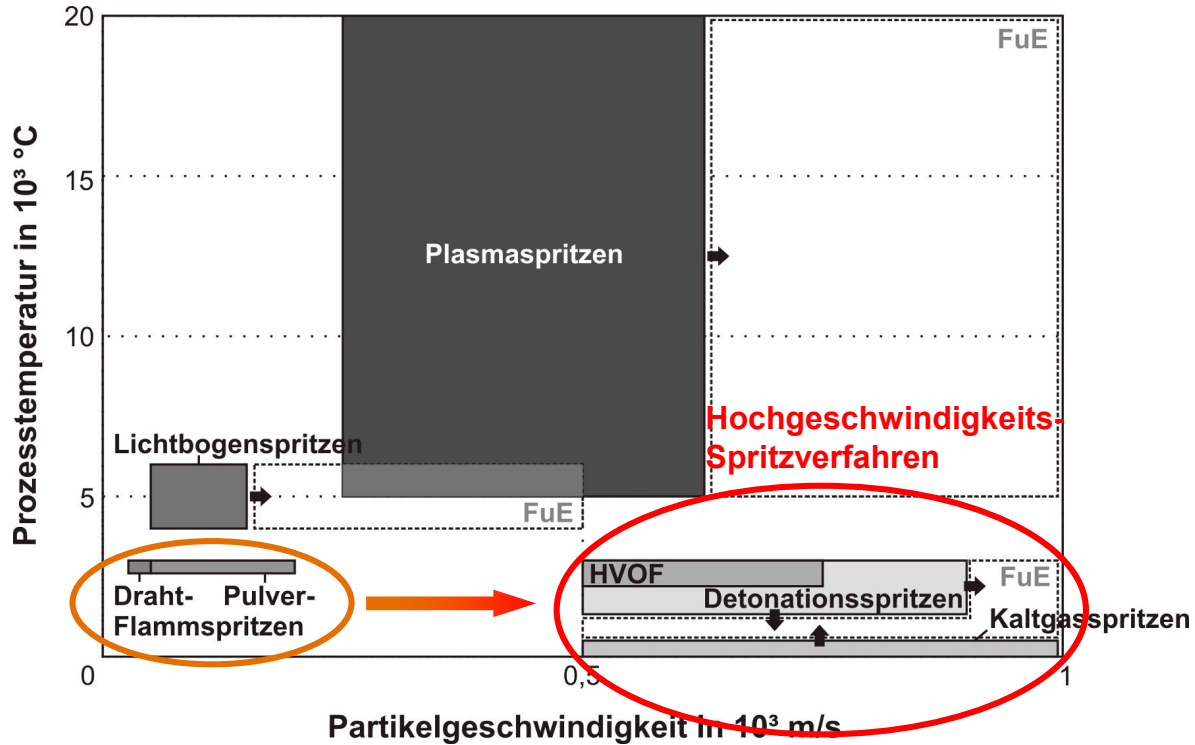 20
FuE
15
Plasmaspritzen
10
Hochgeschwindigkeits-
Spritzverfahren
Lichtbogenspritzen
5
FuE
HVOF
FuE
Draht- Pulver-
Flammspritzen
Detonationsspritzen
Kaltgasspritzen
0
0,5
1
Partikelgeschwindigkeit in 10³ m/s
Prozesstemperatur in 10³ °C